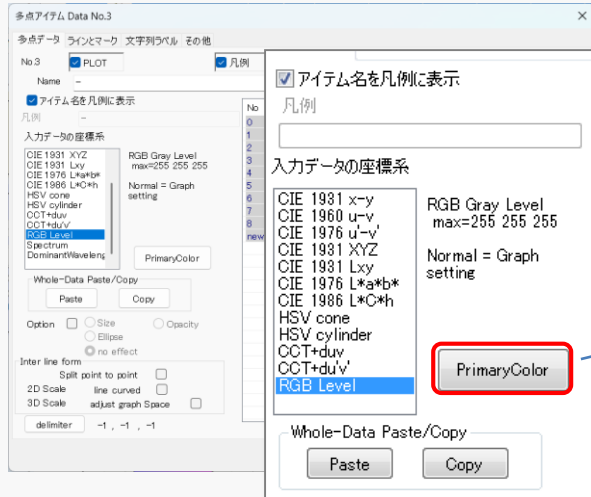 多点アイテム Data No.3
多点データ ラインとマーク 文字列ラベル その他
No.3 PLOT 凡例
Name -
アイテム名を凡例に表示
凡例 -
入力データの座標系
CIE 1931 XYZ
CIE 1931 Lxy
CIE 1976 L*a*b*
CIE 1986 L*C*h
HSV cone
HSV cylinder
CCT+duv
CCT+du'v'
RGB Level
Spectrum
DominantWaveleng
RGB Gray Level
max=255 255 255
Normal = Graph
setting
PrimaryColor
Whole-Data Paste/Copy
Paste Copy
Option Size Opacity
Ellipse
no effect
Inter line form
Split point to point
2D Scale line curved
3D Scale adjust graph Space
delimiter -1 , -1 , -1
No
0
1
2
3
4
5
6
7
8
new
アイテム名を凡例に表示
凡例
入力データの座標系
CIE 1931 x-y
CIE 1960 u-v
CIE 1976 u'-v'
CIE 1931 XYZ
CIE 1931 Lxy
CIE 1976 L*a*b*
CIE 1986 L*C*h
HSV cone
HSV cylinder
CCT+duv
CCT+du'v'
RGB Level
RGB Gray Level
max=255 255 255
Normal = Graph
setting
PrimaryColor
Whole-Data Paste/Copy
Paste Copy